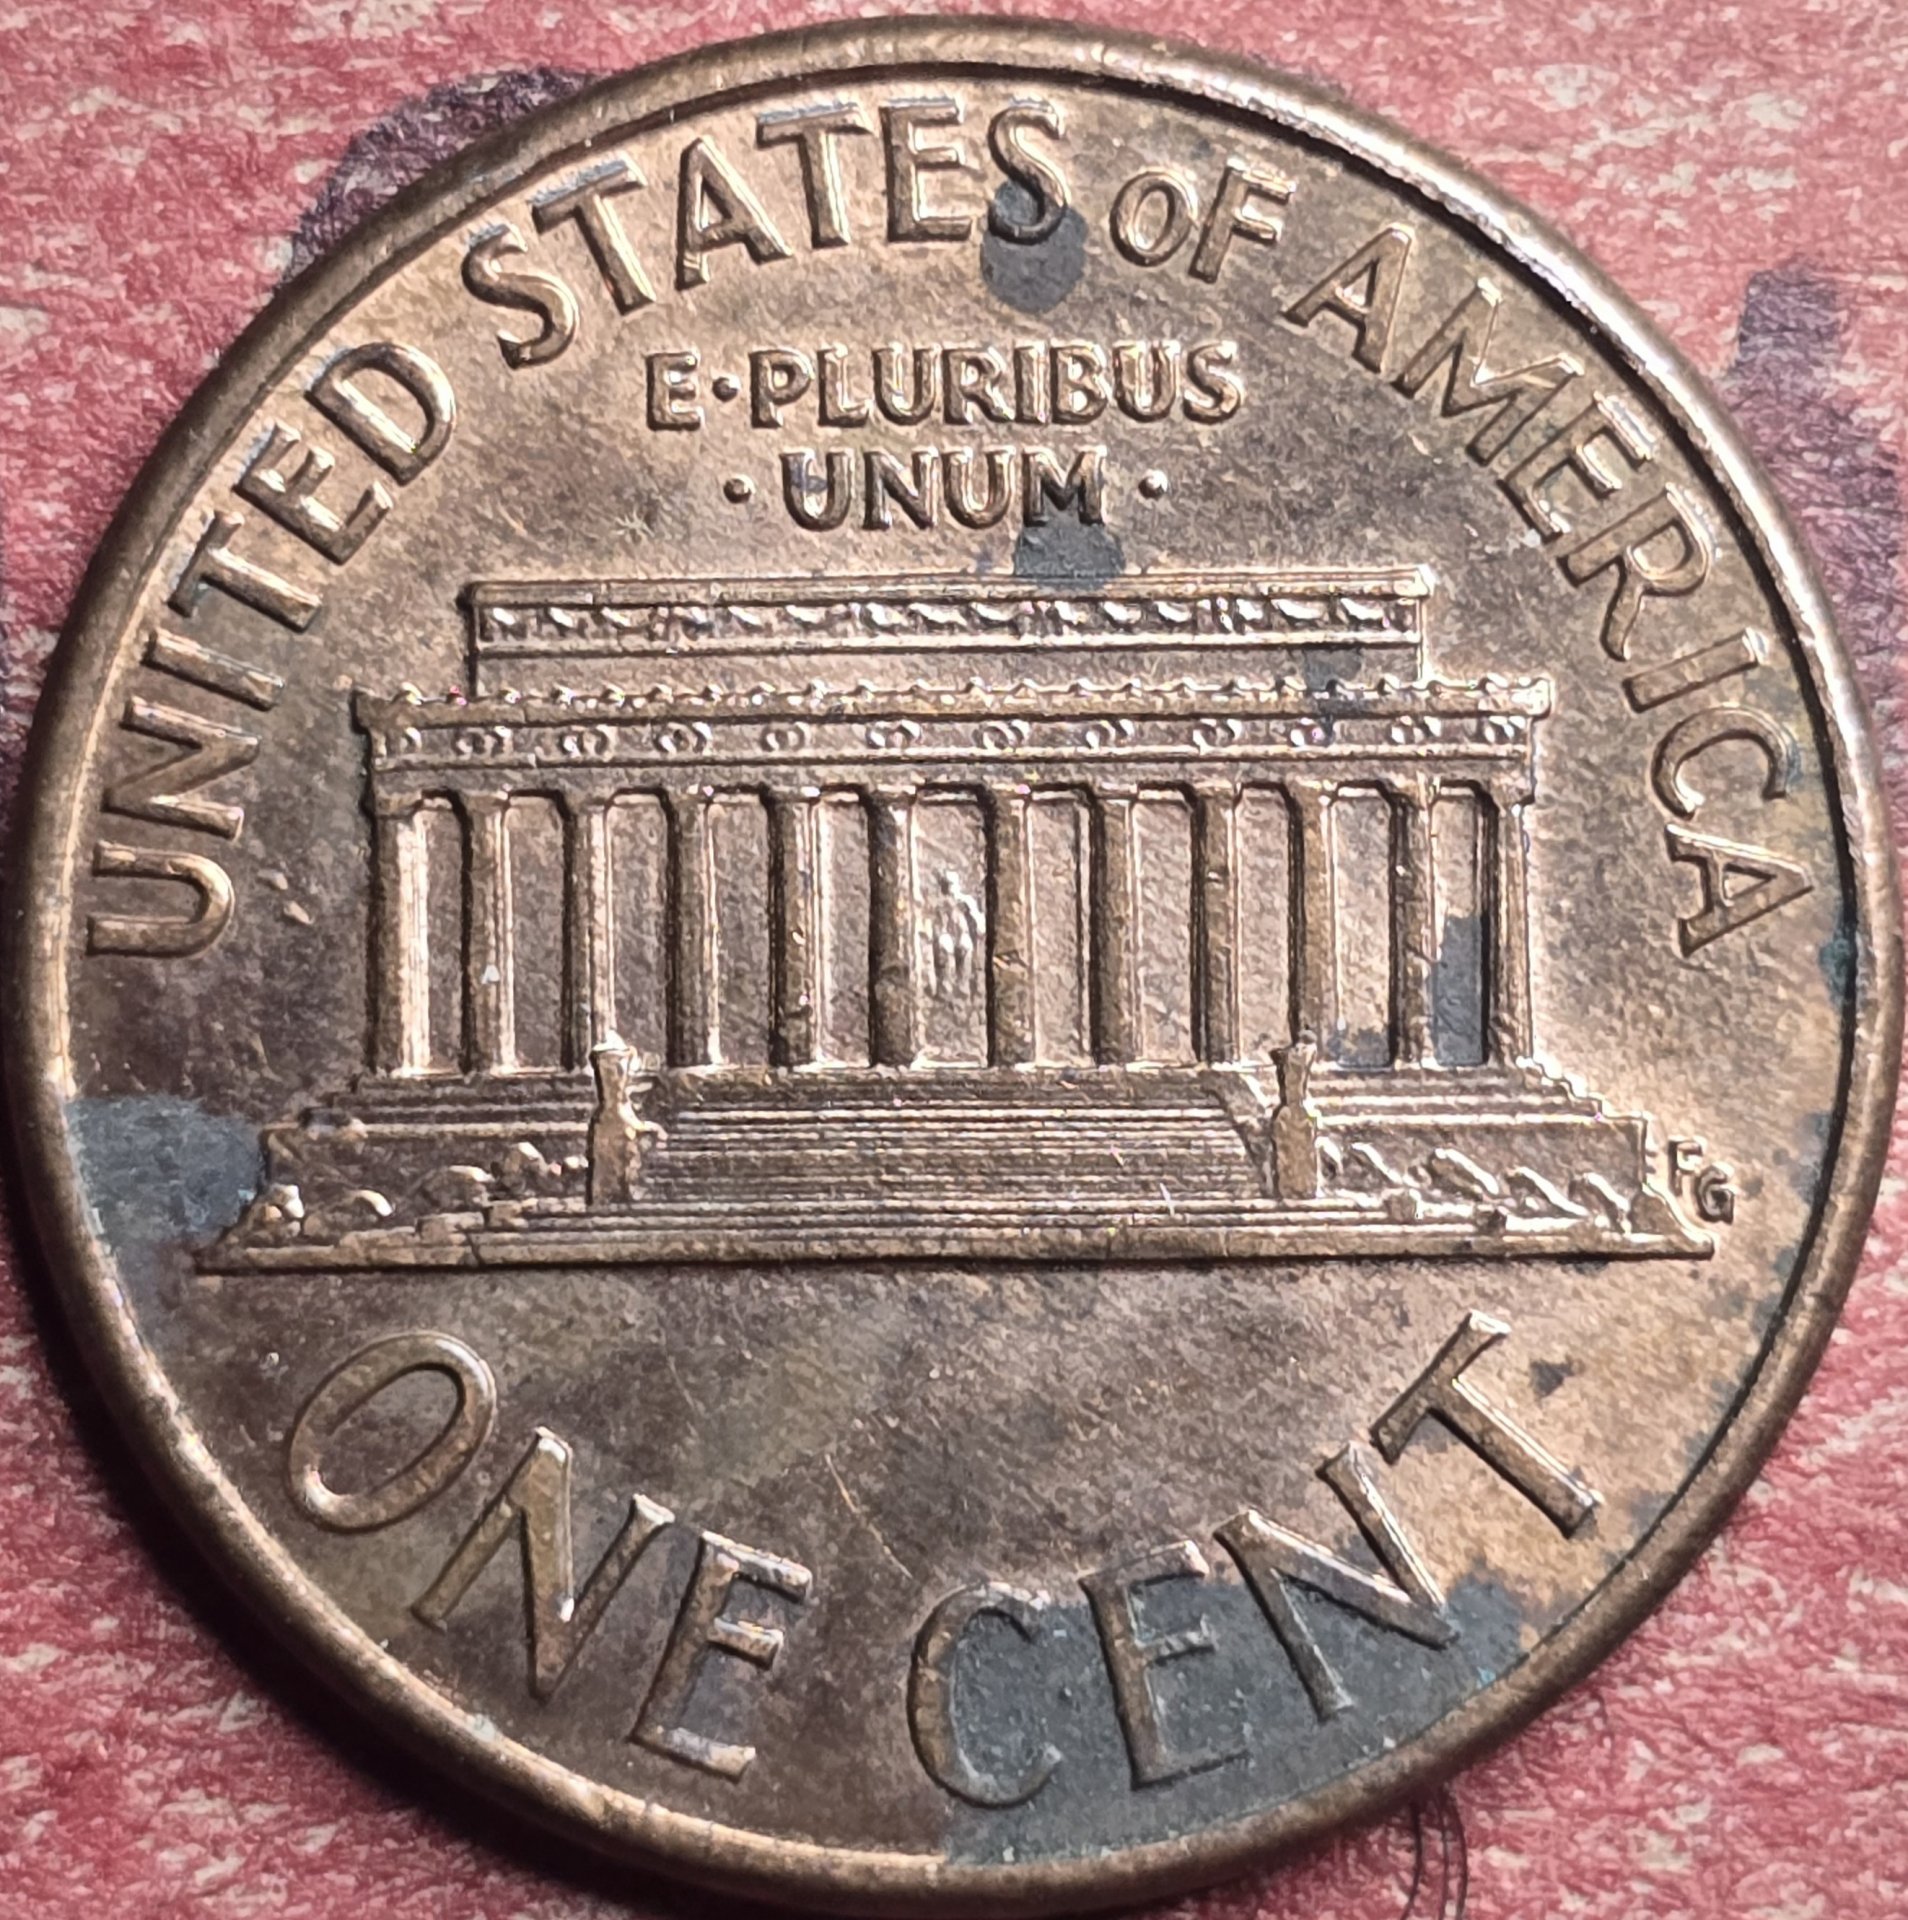 UNITED STATES OF AMERICA
E·PLURIBUS
·UNUM·
FG
ONE CENT